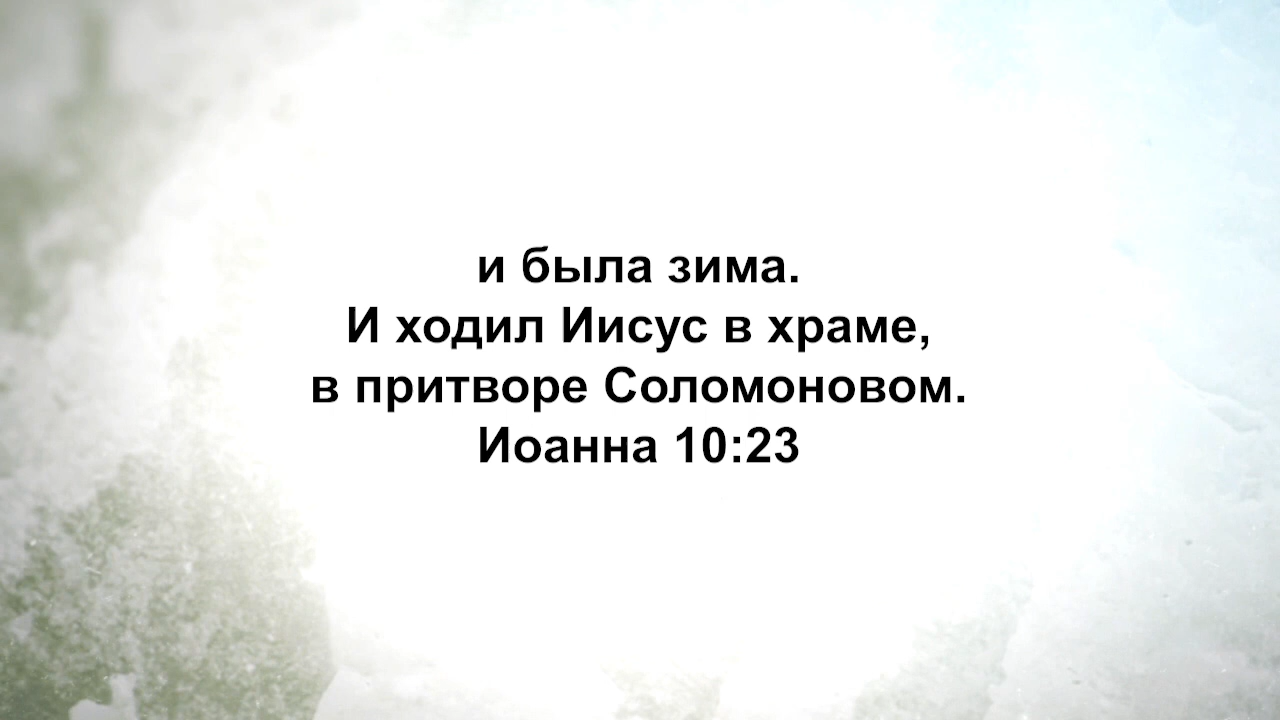 и была зима.
И ходил Иисус в храме,
в притворе Соломоновом.
Иоанна 10:23